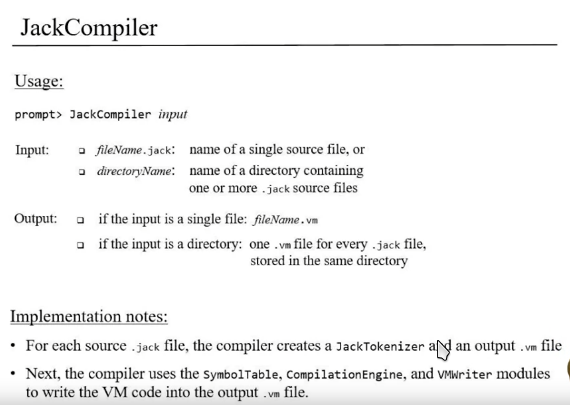 JackCompiler
Usage:
prompt> JackCompiler input
Input: ❑ fileName.jack: name of a single source file, or
❑ directoryName: name of a directory containing
one or more .jack source files
Output: ❑ if the input is a single file: fileName.vm
❑ if the input is a directory: one .vm file for every .jack file,
stored in the same directory
Implementation notes:
• For each source .jack file, the compiler creates a JackTokenizer and an output .vm file
• Next, the compiler uses the SymbolTable, CompilationEngine, and VMWriter modules
to write the VM code into the output .vm file.